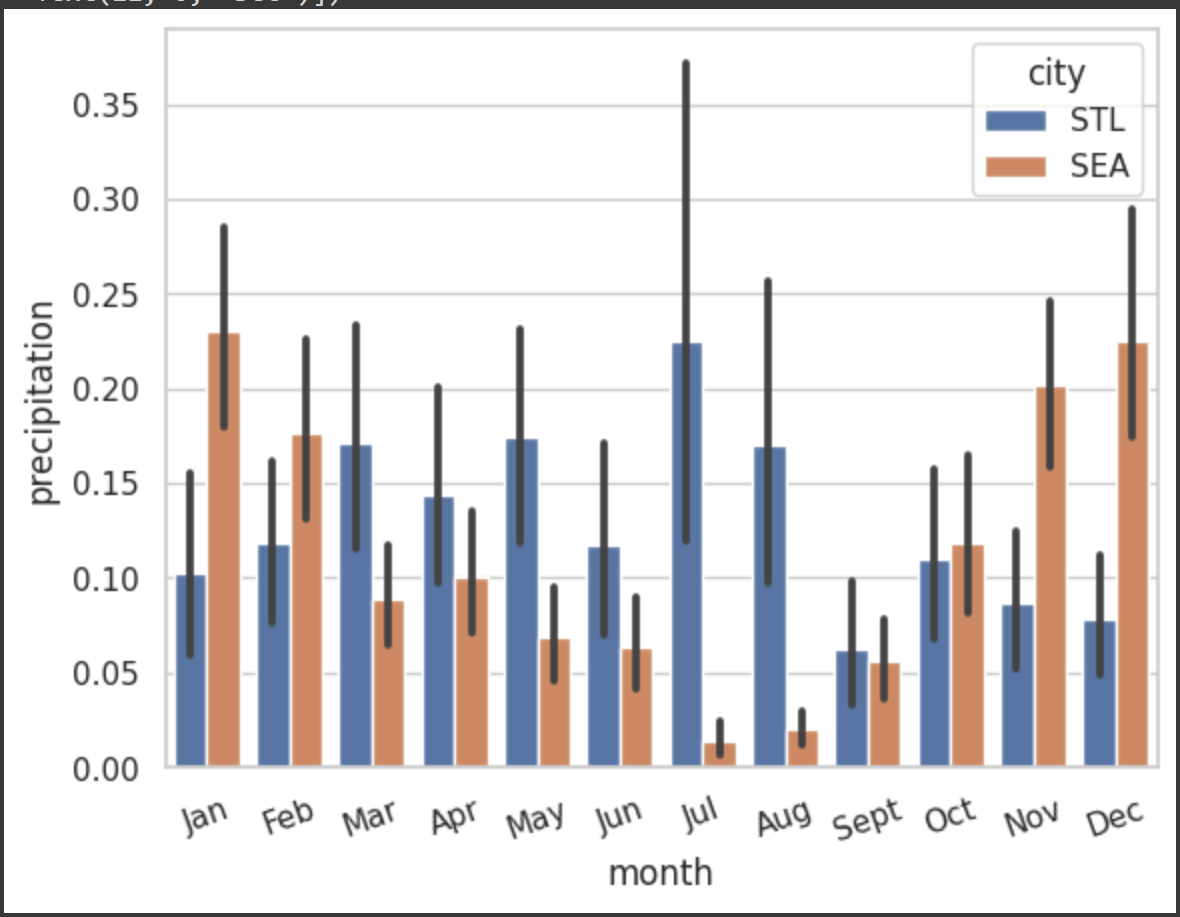 city
STL
SEA
0.35
0.30
0.25
0.20
0.15
0.10
0.05
0.00
precipitation
Jan Feb Mar Apr May Jun Jul Aug Sept Oct Nov Dec
month